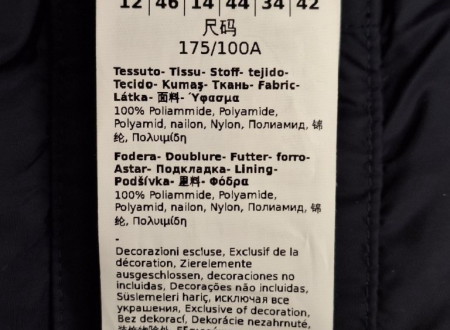 12 46 14 44 34 42
尺码
175/100A
Tessuto- Tissu- Stoff- tejido-
Tecido- Kumaş- Ткань- Fabric-
Látka- 面料- Ύφασμα
100% Poliammide, Polyamide,
Polyamid, nailon, Nylon, Полиамид, 锦
纶, Πολυιμίδη
Fodera- Doublure- Futter- forro-
Astar- Подкладка- Lining-
Podšívka- 里料- Φόδρα
100% Poliammide, Polyamide,
Polyamid, nailon, Nylon, Полиамид, 锦
纶, Πολυιμίδη
-
Decorazioni escluse, Exclusif de la
décoration, Zierelemente
ausgeschlossen, decoraciones no
incluidas, Decorações não incluidas,
Süslemeleri hariç, исключая все
украшения, Exclusive of decoration,
Bez dekorací, Dekorácie nezahrnuté,